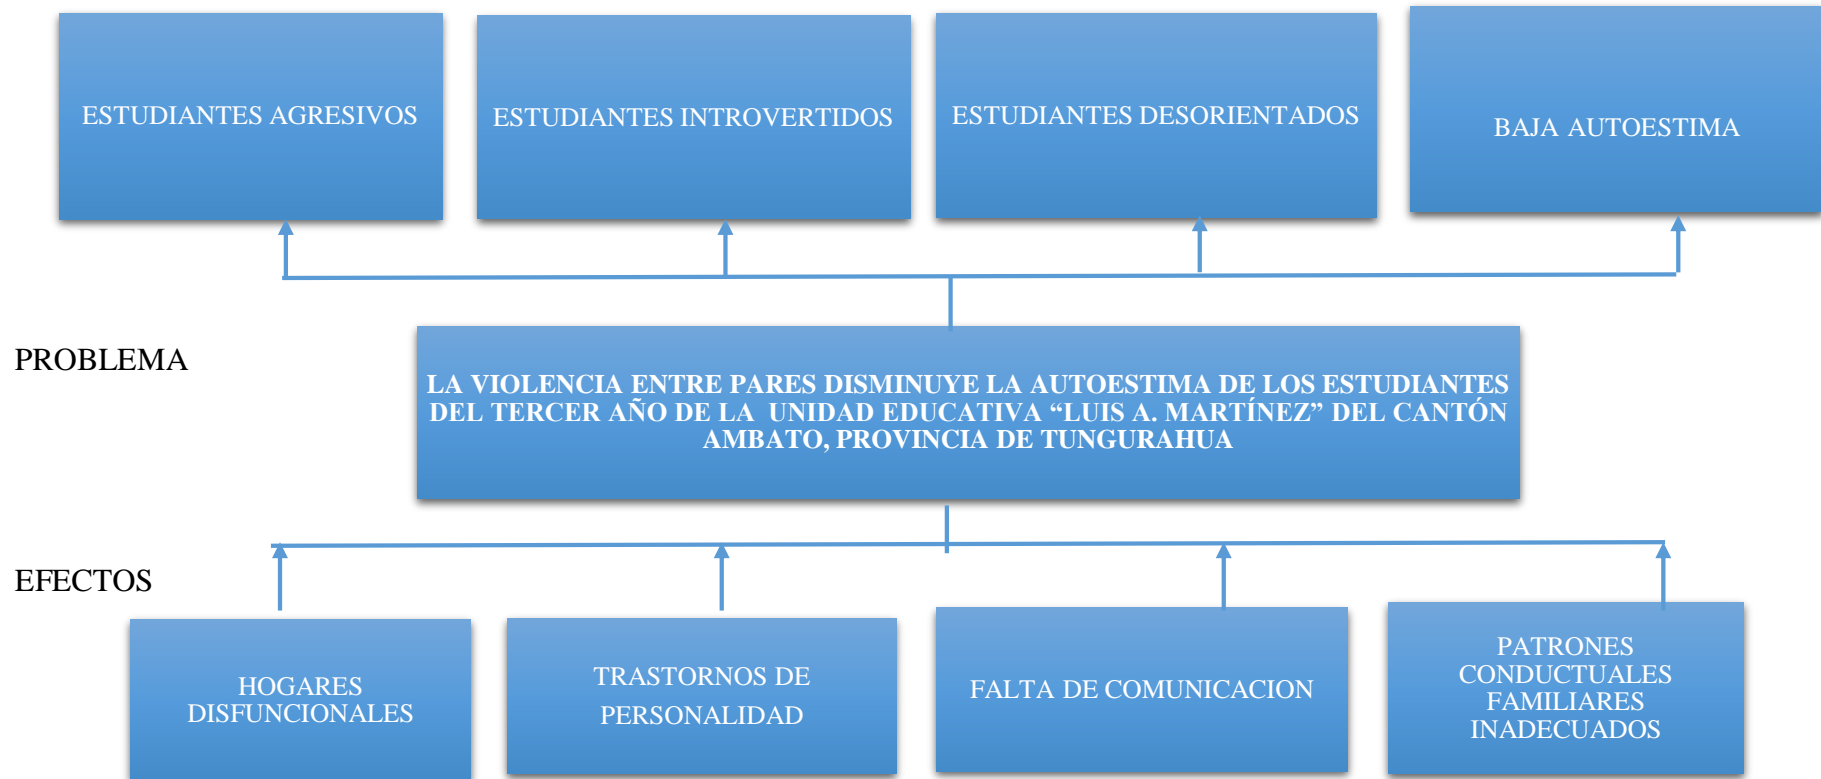 ESTUDIANTES AGRESIVOS
ESTUDIANTES INTROVERTIDOS
ESTUDIANTES DESORIENTADOS
BAJA AUTOESTIMA
PROBLEMA
LA VIOLENCIA ENTRE PARES DISMINUYE LA AUTOESTIMA DE LOS ESTUDIANTES
DEL TERCER AÑO DE LA UNIDAD EDUCATIVA “LUIS A. MARTÍNEZ” DEL CANTÓN
AMBATO, PROVINCIA DE TUNGURAHUA
EFECTOS
HOGARES
DISFUNCIONALES
TRASTORNOS DE
PERSONALIDAD
FALTA DE COMUNICACION
PATRONES
CONDUCTUALES
FAMILIARES
INADECUADOS